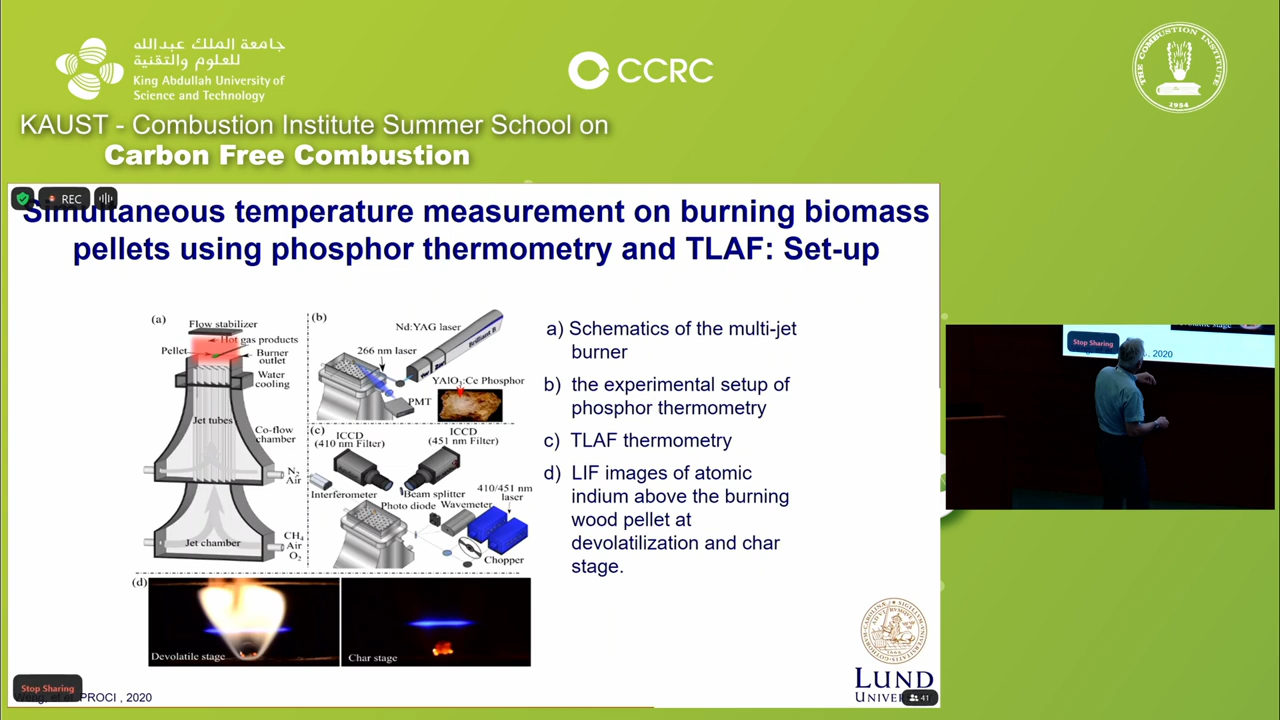 جامعة الملك عبدالله
للعلوم والتقنية
King Abdullah University of
Science and Technology
CCRC
THE COMBUSTION INSTITUTE
1954
KAUST - Combustion Institute Summer School on
Carbon Free Combustion
REC
Simultaneous temperature measurement on burning biomass
pellets using phosphor thermometry and TLAF: Set-up
(a)
Flow stabilizer
Hot gas products
Pellet
Burner
outlet
Water
cooling
Jet tubes
Co-flow
chamber
N2
Air
Jet chamber
CH4
Air
O2
(b)
Nd:YAG laser
Brilliant B
266 nm laser
YAlO3:Ce Phosphor
PMT
(c)
ICCD
(410 nm Filter)
ICCD
(451 nm Filter)
Interferometer
Beam splitter
410/451 nm
laser
Photo diode
Wavemeter
Chopper
(d)
Devolatile stage
Char stage
a) Schematics of the multi-jet
burner
b) the experimental setup of
phosphor thermometry
c) TLAF thermometry
d) LIF images of atomic
indium above the burning
wood pellet at
devolatilization and char
stage.
LUND
Stop Sharing
PROCI , 2020
41
Stop Sharing
, 2020